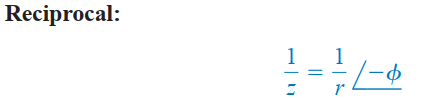 Reciprocal:
1/z = 1/r ∠−ϕ